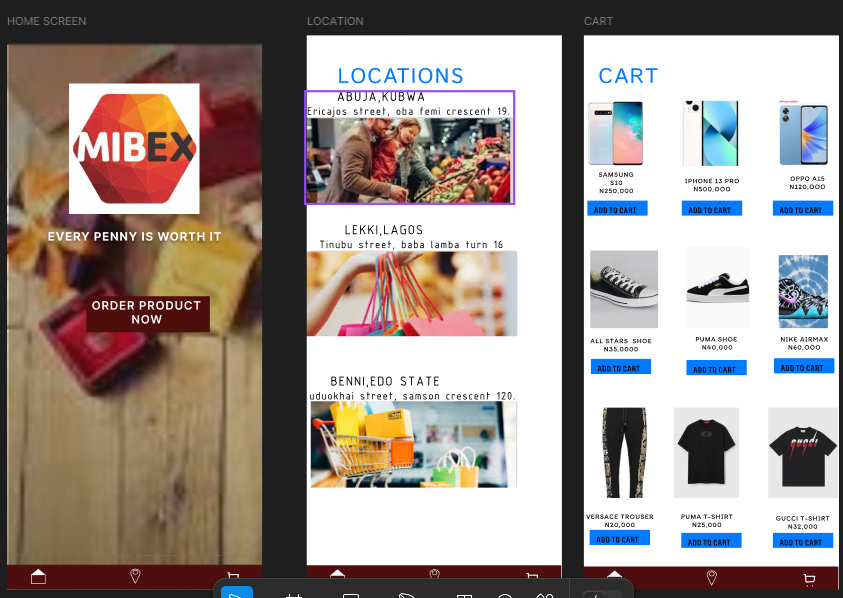 HOME SCREEN
LOCATION
CART
MIBEX
EVERY PENNY IS WORTH IT
ORDER PRODUCT
NOW
LOCATIONS
ABUJA,KUBWA
Ericajos street, oba femi crescent 19.
LEKKI,LAGOS
Tinubu street, baba lamba turn 16
BENNI,EDO STATE
uduokhai street, samson crescent 120.
CART
SAMSUNG
S10
N250,000
ADD TO CART
IPHONE 13 PRO
N500,000
ADD TO CART
OPPO A15
N120,000
ADD TO CART
ALL STARS SHOE
N35,0000
ADD TO CART
PUMA SHOE
N40,000
ADD TO CART
NIKE AIRMAX
N60,000
ADD TO CART
VERSACE TROUSER
N20,000
ADD TO CART
PUMA T-SHIRT
N25,000
ADD TO CART
GUCCI
GUCCI T-SHIRT
N32,000
ADD TO CART